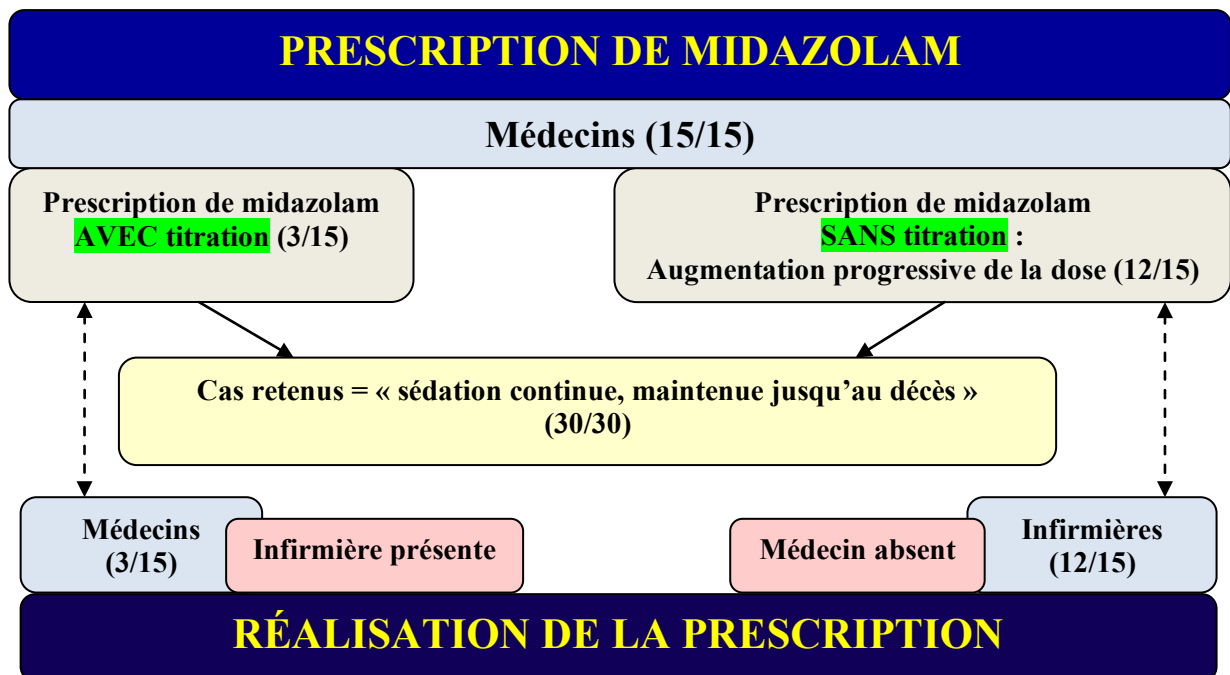 PRESCRIPTION DE MIDAZOLAM
Médecins (15/15)
Prescription de midazolam
AVEC titration (3/15)
Prescription de midazolam
SANS titration :
Augmentation progressive de la dose (12/15)
Cas retenus = « sédation continue, maintenue jusqu’au décès »
(30/30)
Médecins
(3/15)
Infirmière présente
Médecin absent
Infirmières
(12/15)
RÉALISATION DE LA PRESCRIPTION